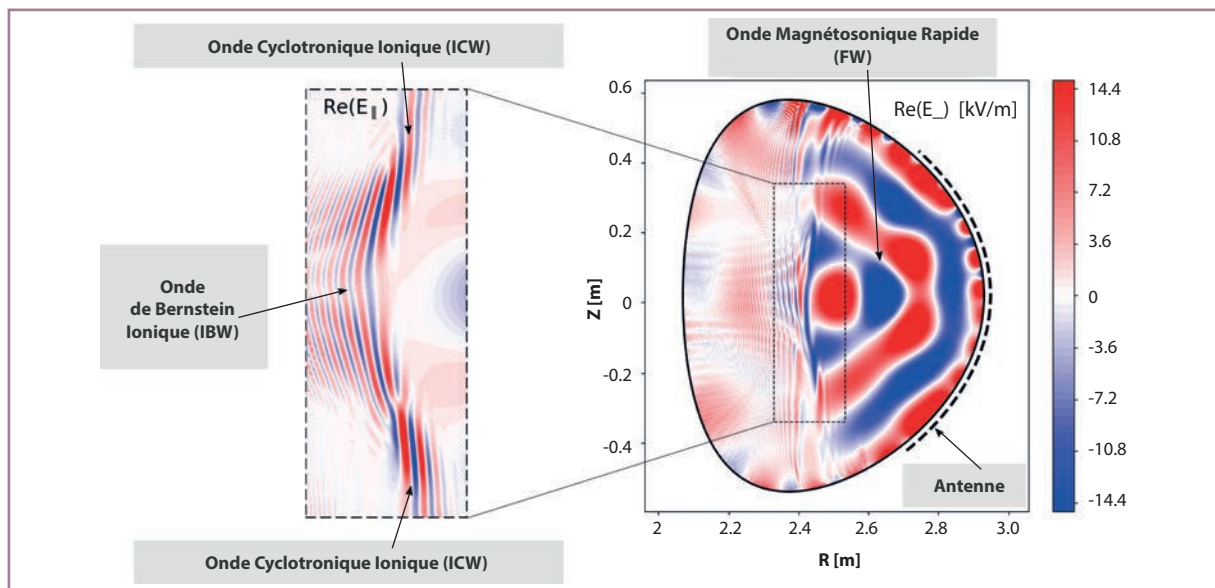 Onde Cyclotronique Ionique (ICW)
Re(E∥)
Onde
de Bernstein
Ionique (IBW)
Onde Cyclotronique Ionique (ICW)
Onde Magnétosonique Rapide
(FW)
Re(E_) [kV/m]
Z [m]
0.6
0.4
0.2
0
-0.2
-0.4
2
2.2
2.4
2.6
2.8
3.0
R [m]
Antenne
14.4
10.8
7.2
3.6
0
-3.6
-7.2
-10.8
-14.4